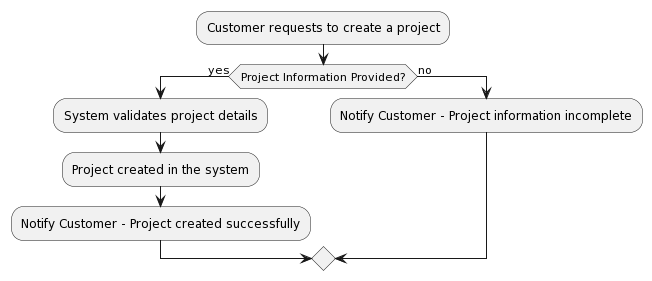 Customer requests to create a project
Project Information Provided?
yes
no
System validates project details
Notify Customer - Project information incomplete
Project created in the system
Notify Customer - Project created successfully